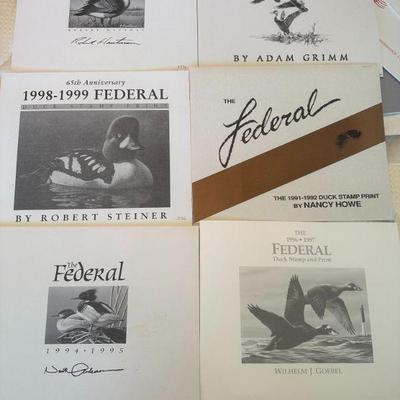 BY ADAM GRIMM
65th Anniversary
1998-1999 FEDERAL
DUCK STAMP PRINT
BY ROBERT STEINER
THE
Federal
THE 1991-1992 DUCK STAMP PRINT
BY NANCY HOWE
The
Federal
1994 • 1995
THE
1996 • 1997
FEDERAL
Duck Stamp and Print
WILHELM J. GOEBEL